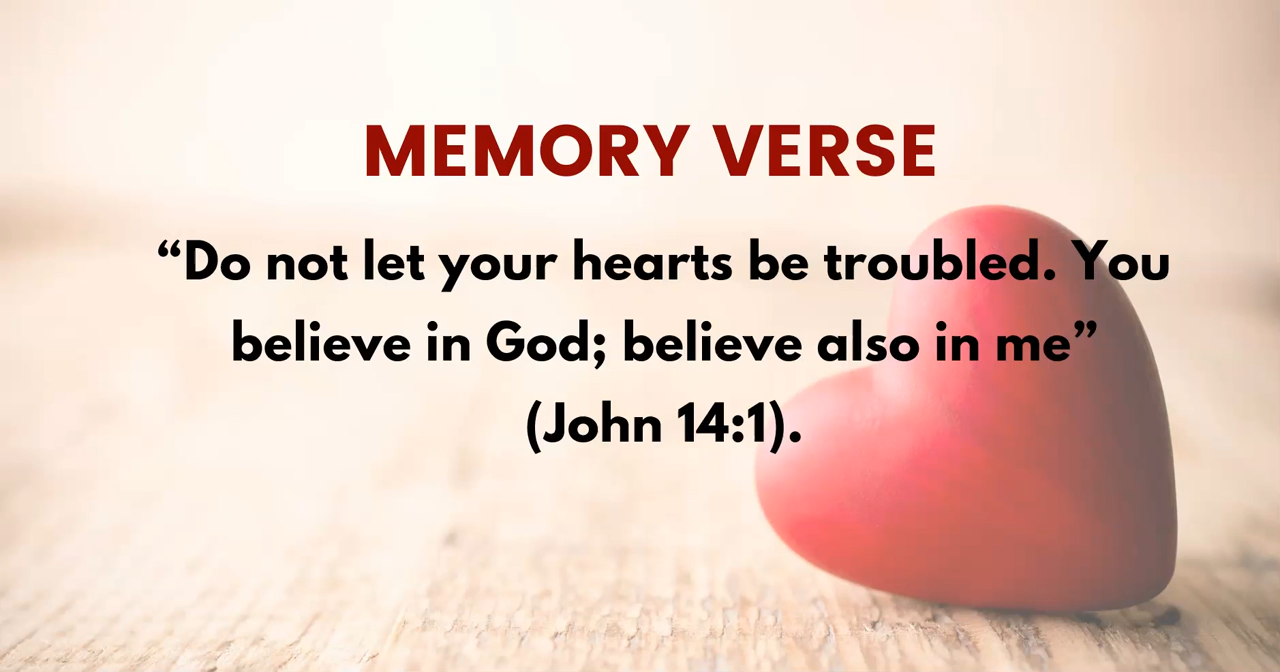 MEMORY VERSE
“Do not let your hearts be troubled. You
believe in God; believe also in me”
(John 14:1).